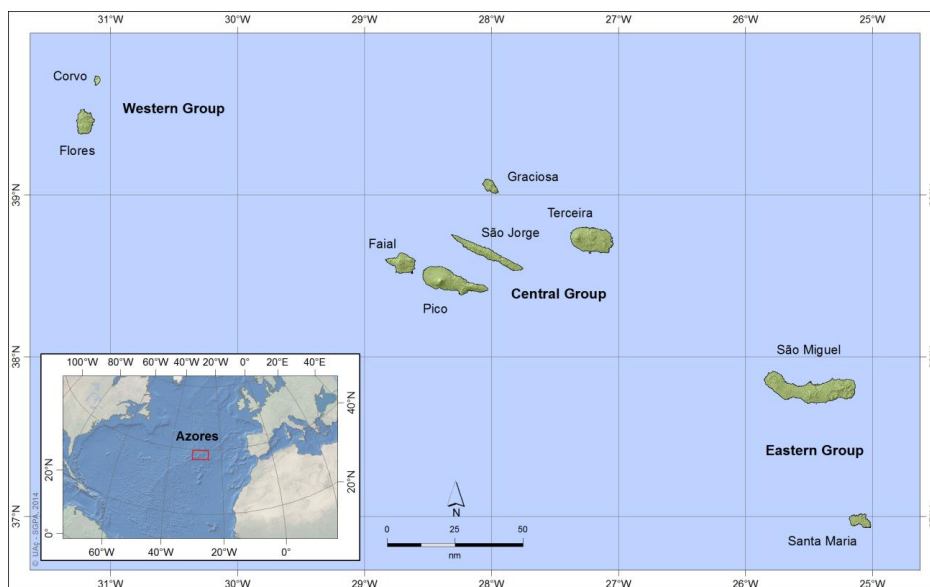 31°W 30°W 29°W 28°W 27°W 26°W 25°W
Corvo
Western Group
Flores
39°N
Graciosa
Terceira
São Jorge
Faial
Central Group
Pico
38°N
São Miguel
Eastern Group
37°N
Santa Maria
100°W 80°W 60°W 40°W 20°W 0° 20°E 40°E
40°N
Azores
20°N
20°N
0°
60°W 40°W 20°W 0°
N
0 25 50
nm
© UAç - SGPA, 2014
31°W 30°W 29°W 28°W 27°W 26°W 25°W